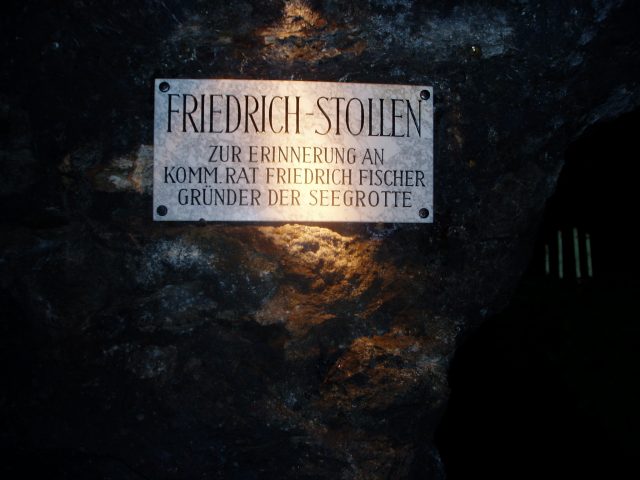 FRIEDRICH-STOLLEN
ZUR ERINNERUNG AN
KOMM. RAT FRIEDRICH FISCHER
GRÜNDER DER SEEGROTTE